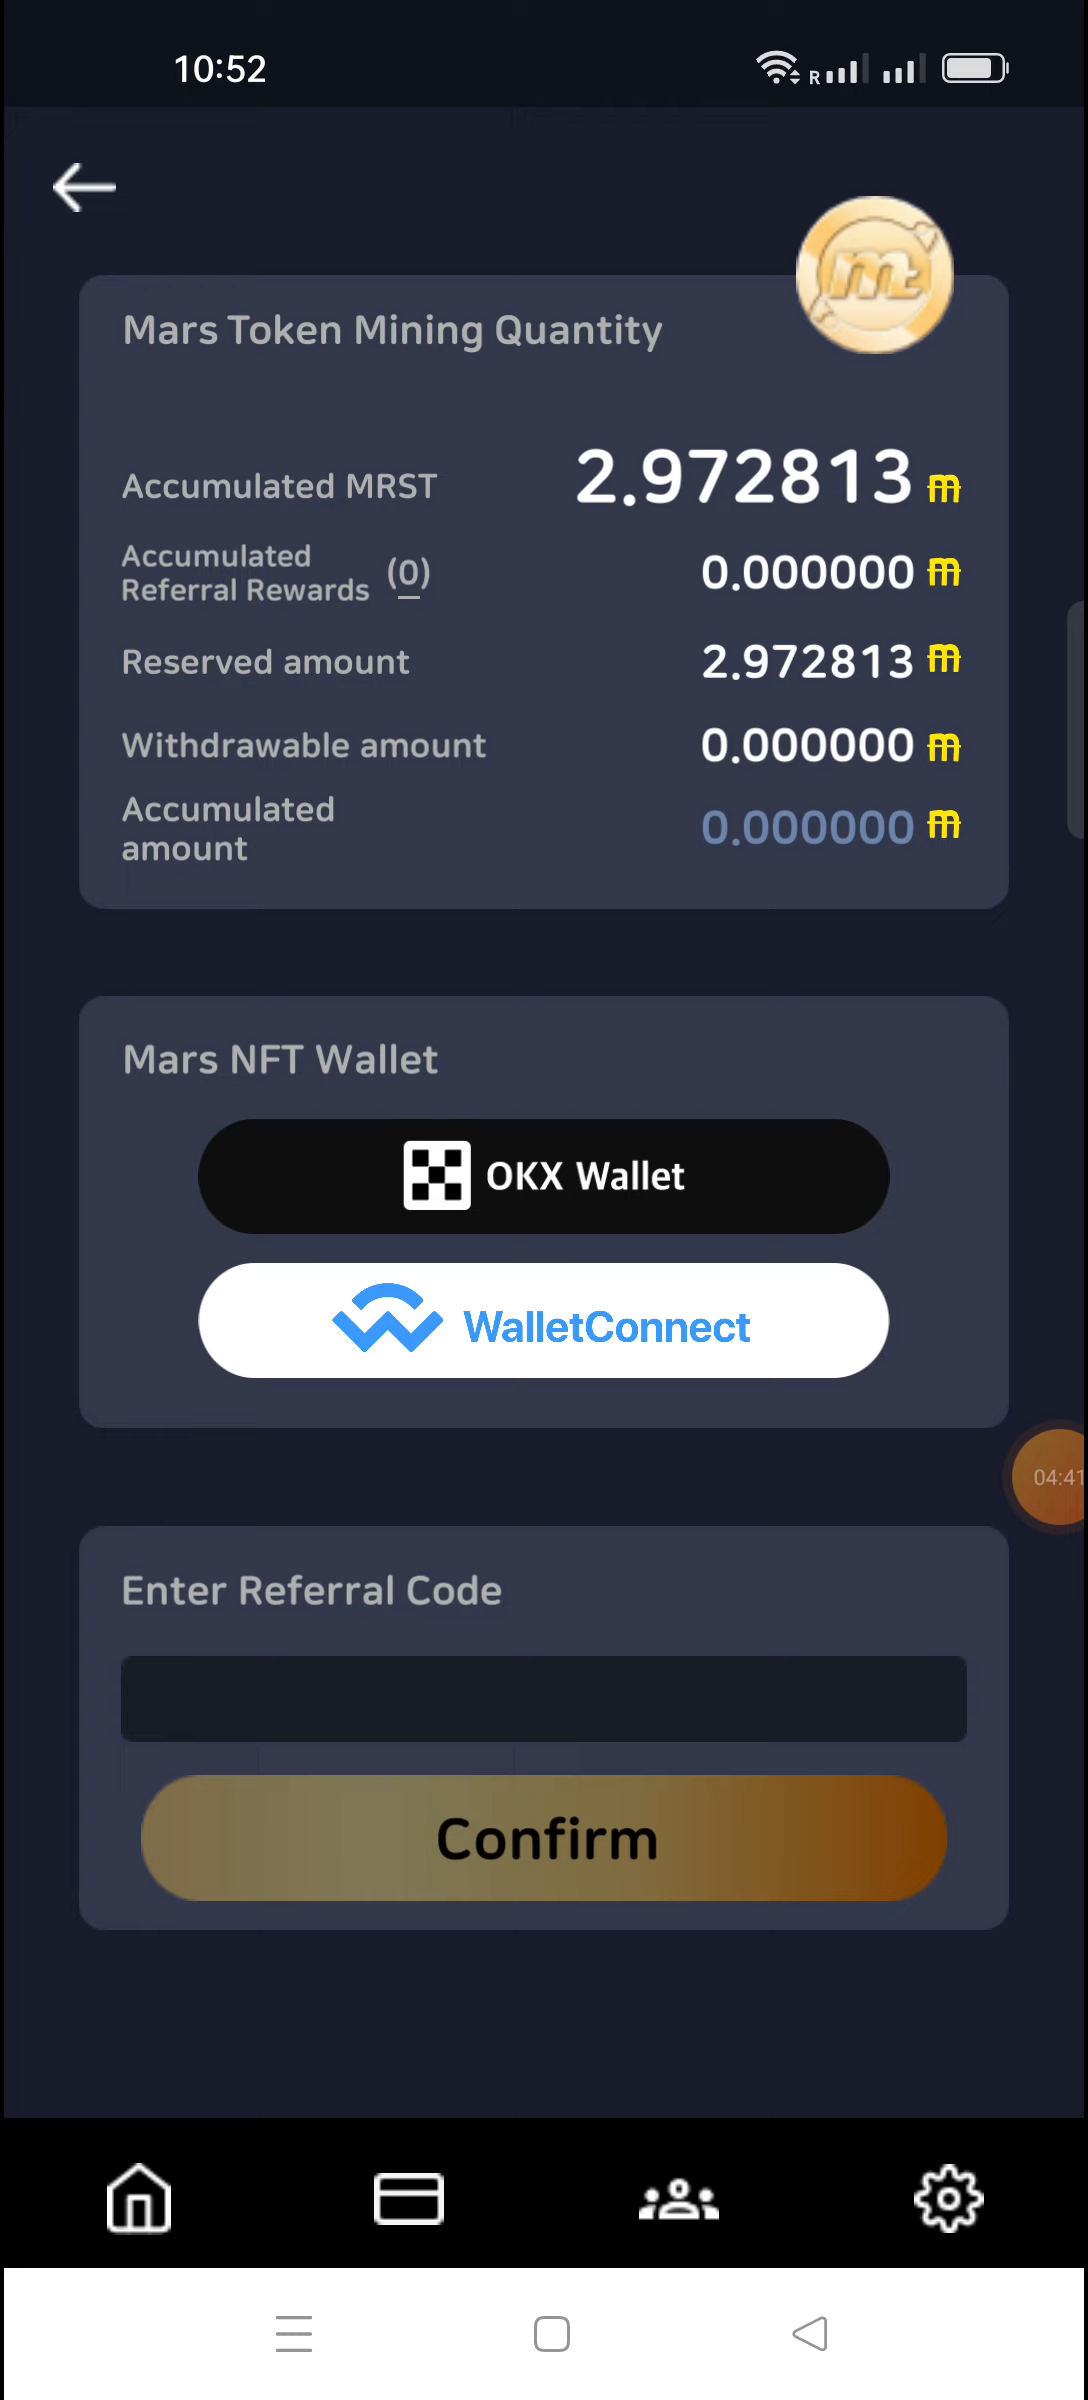 10:52
R
Mars Token Mining Quantity
mt
Accumulated MRST 2.972813
Accumulated
Referral Rewards (0) 0.000000
Reserved amount 2.972813
Withdrawable amount 0.000000
Accumulated
amount 0.000000
Mars NFT Wallet
OKX Wallet
WalletConnect
04:41
Enter Referral Code
Confirm